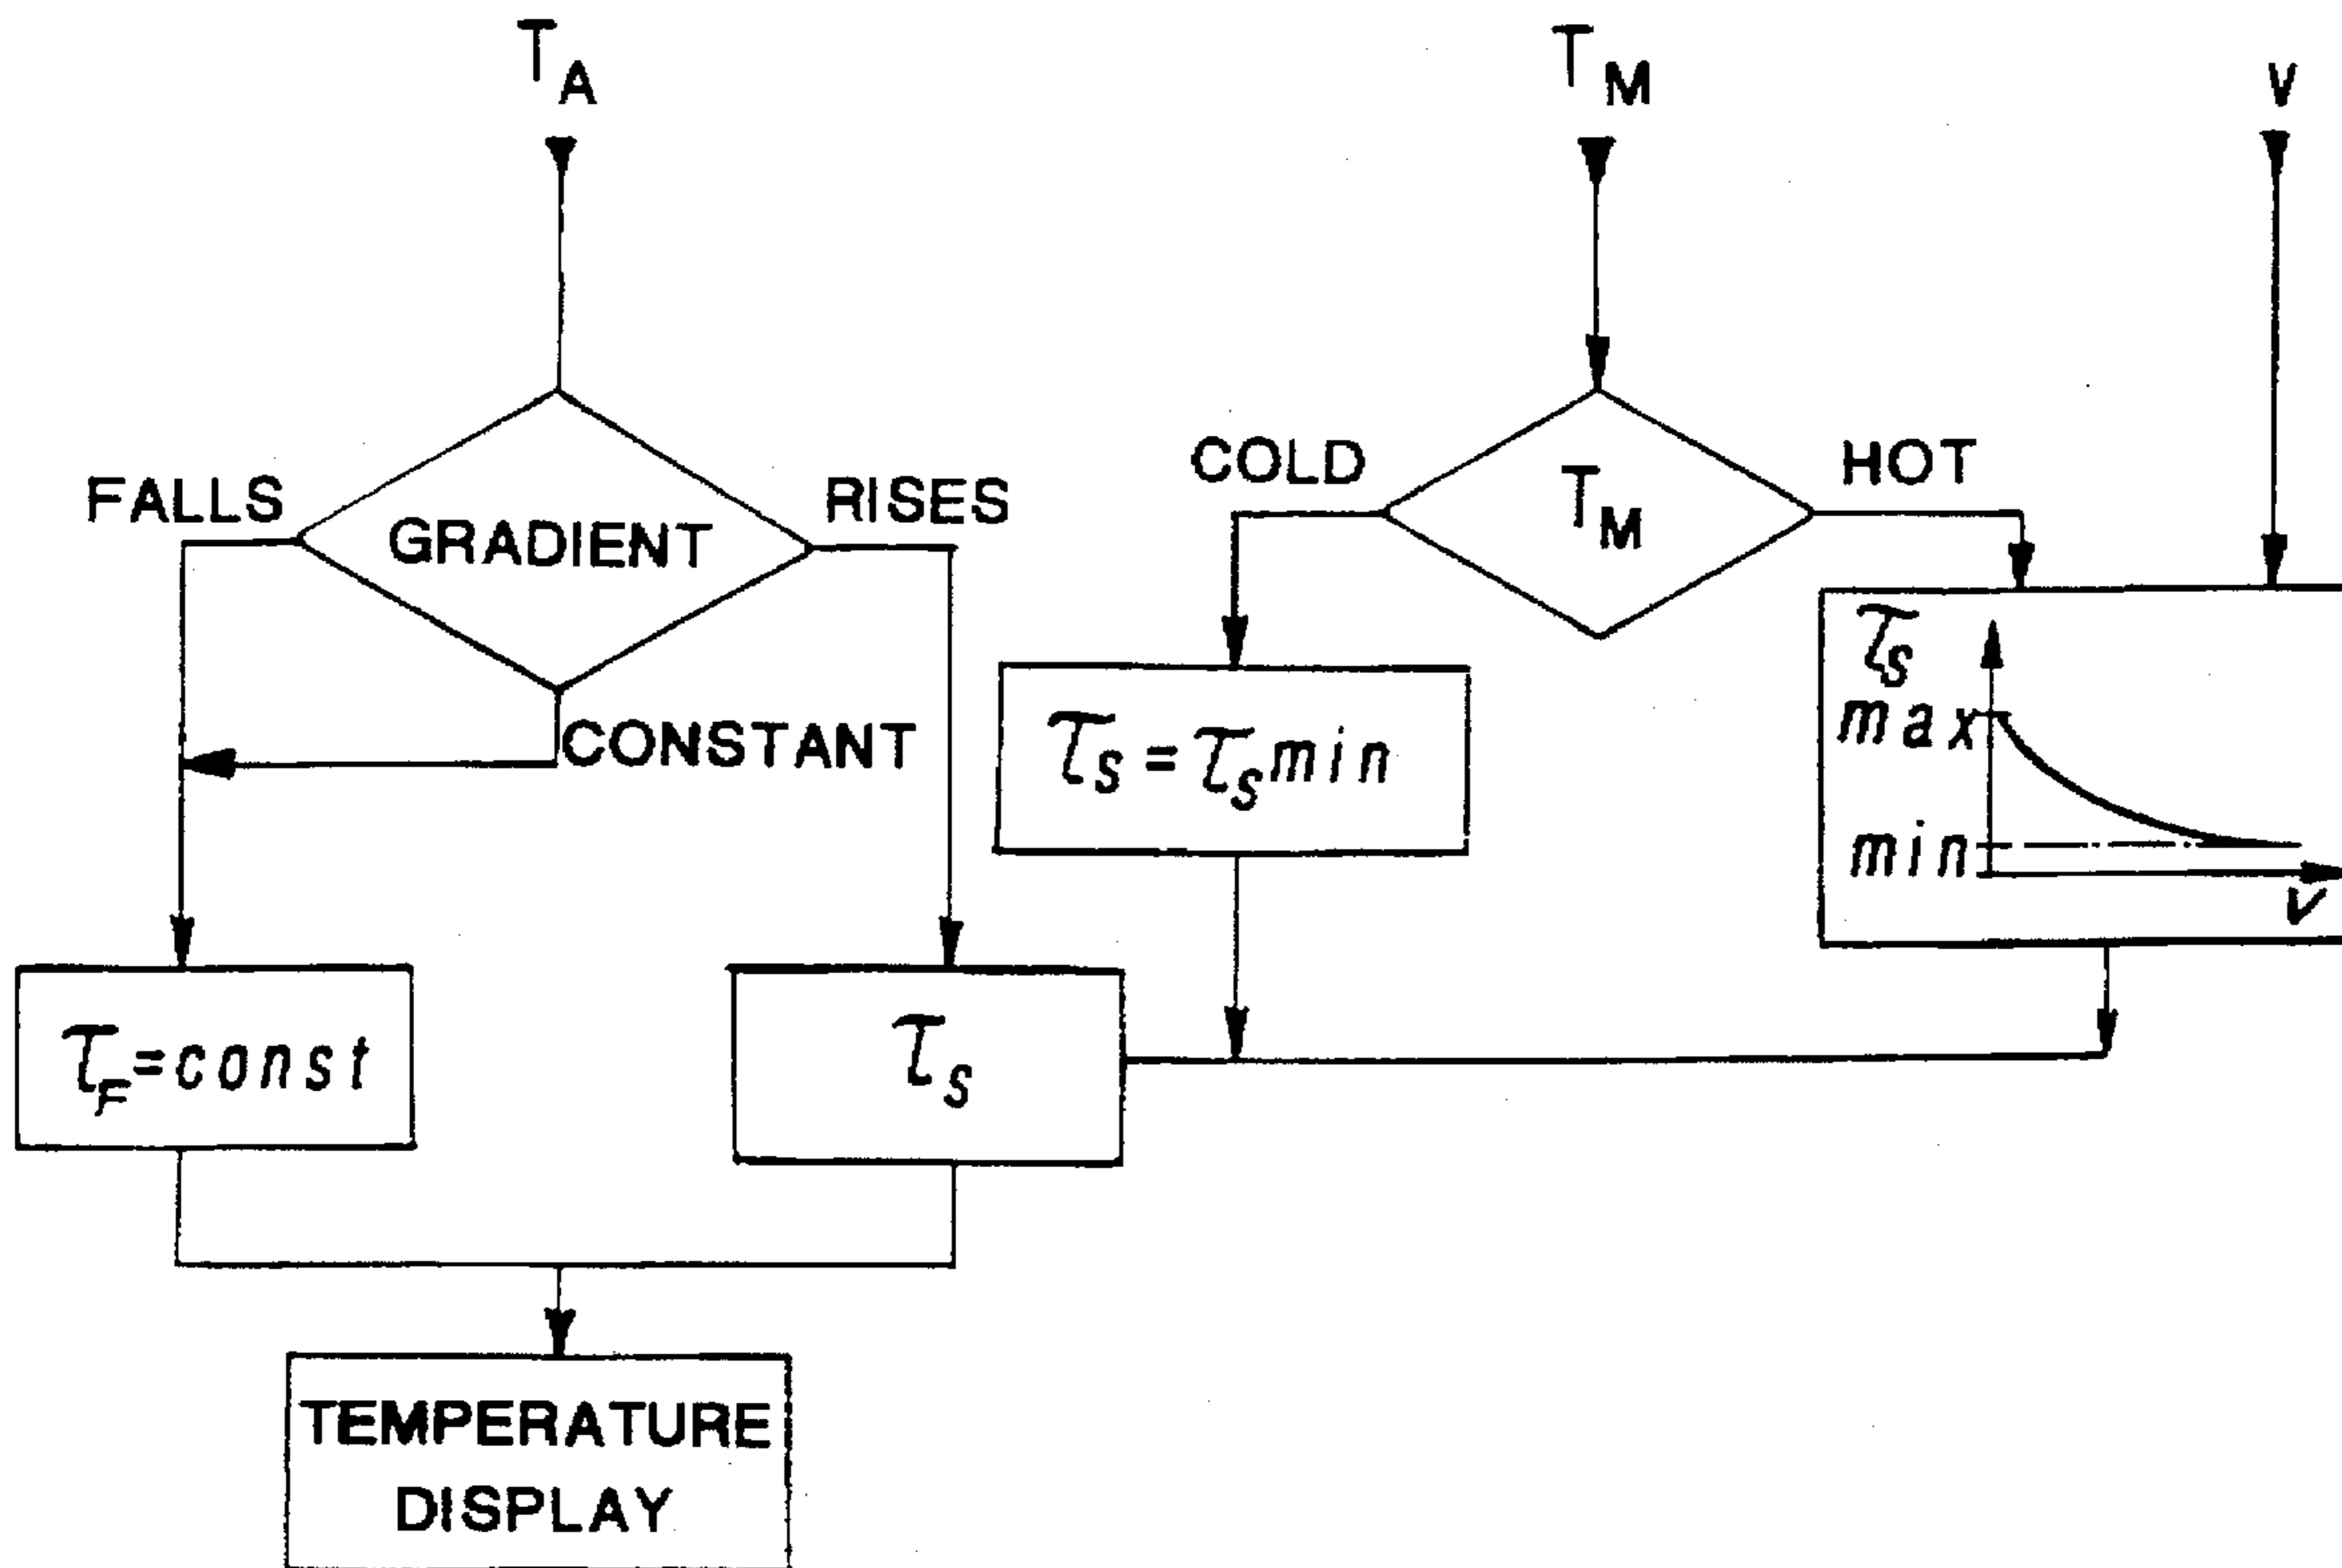 T_A
T_M
v
FALLS
GRADIENT
RISES
CONSTANT
COLD
T_M
HOT
τ_S = τ_S min
τ_S
max
min
v
τ_F = const
τ_S
TEMPERATURE
DISPLAY